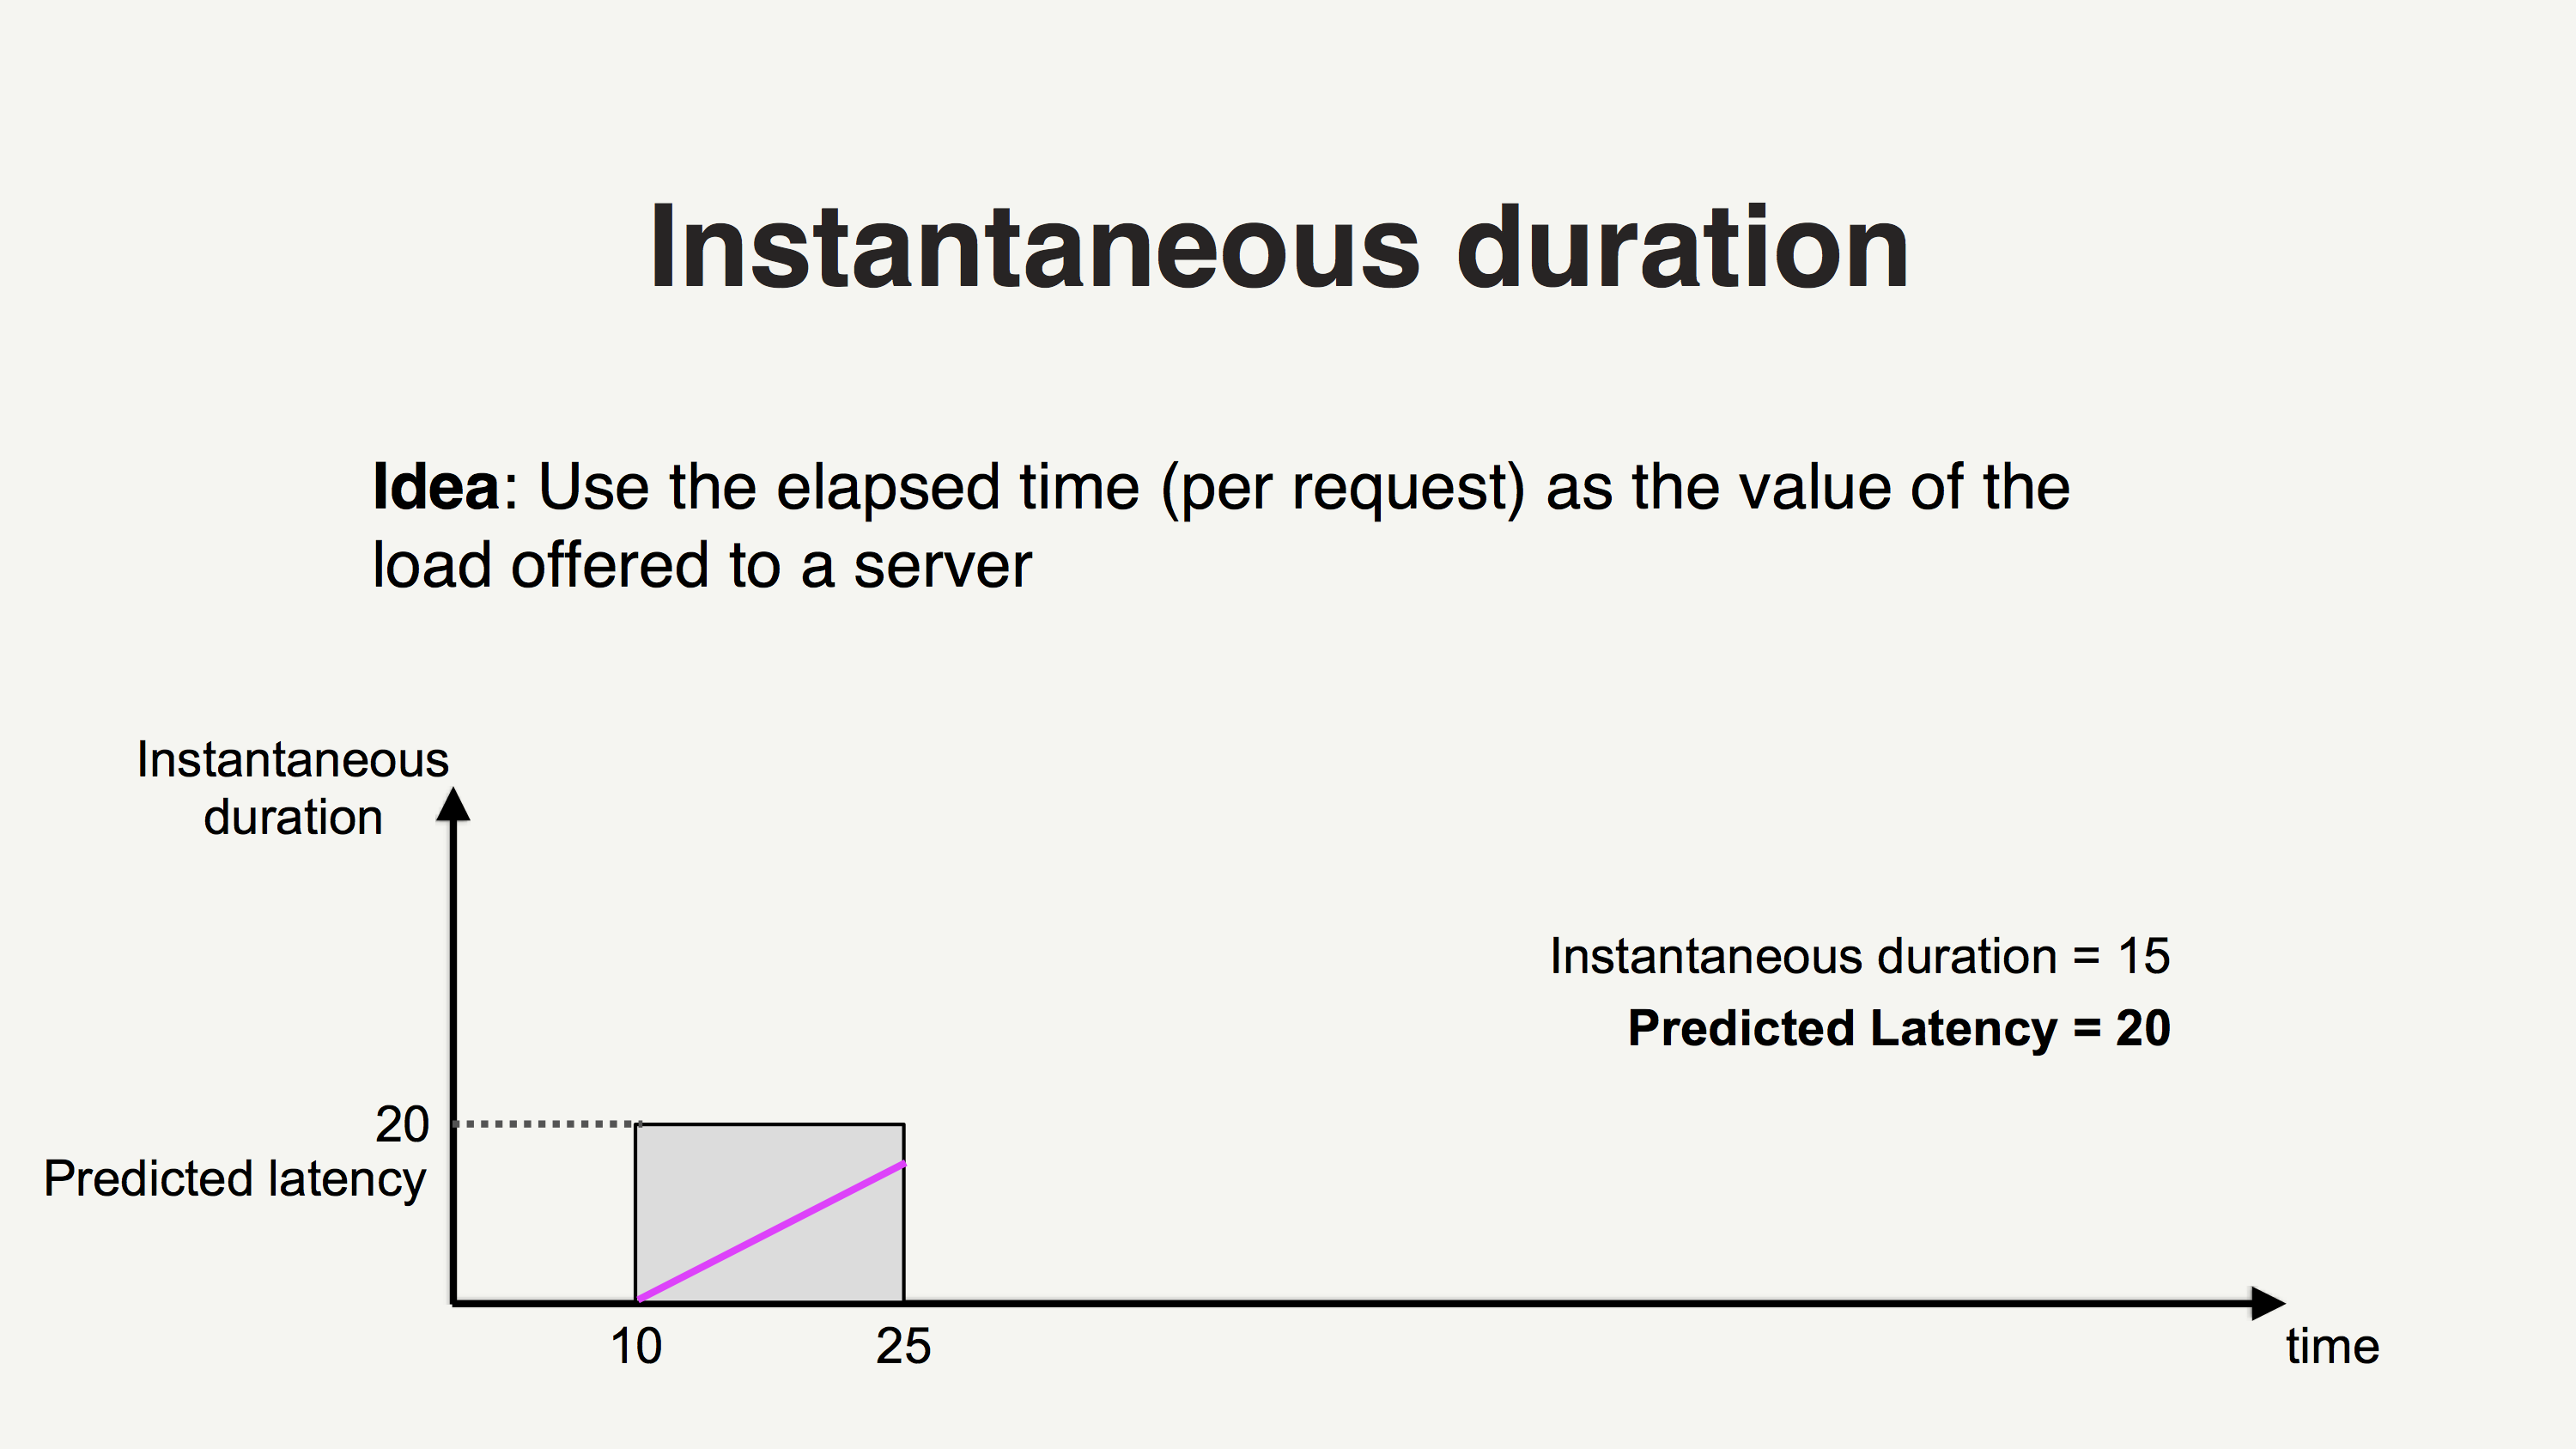 Instantaneous duration
Idea: Use the elapsed time (per request) as the value of the
load offered to a server
Instantaneous
duration
Instantaneous duration = 15
Predicted Latency = 20
20
Predicted latency
10
25
time